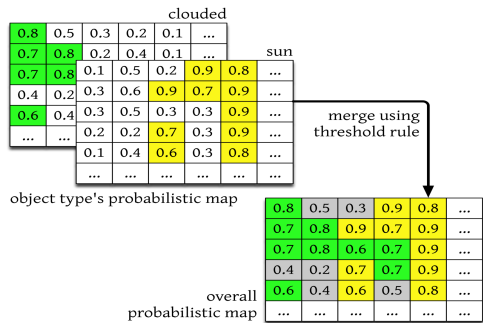 clouded
0.8 0.5 0.3 0.2 0.1 ...
0.7 0.8 0.2 0.4 0.1 ...
0.7 0.8
0.4 0.2
0.6 0.4
... ...
sun
0.1 0.5 0.2 0.9 0.8 ...
0.3 0.6 0.9 0.7 0.9 ...
0.3 0.5 0.3 0.3 0.9 ...
0.2 0.2 0.7 0.3 0.9 ...
0.1 0.4 0.6 0.3 0.8 ...
... ... ... ... ... ...
merge using
threshold rule
object type's probabilistic map
0.8 0.5 0.3 0.9 0.8 ...
0.7 0.8 0.9 0.7 0.9 ...
0.7 0.8 0.6 0.7 0.9 ...
0.4 0.2 0.7 0.7 0.9 ...
0.6 0.4 0.6 0.5 0.8 ...
... ... ... ... ... ...
overall
probabilistic map